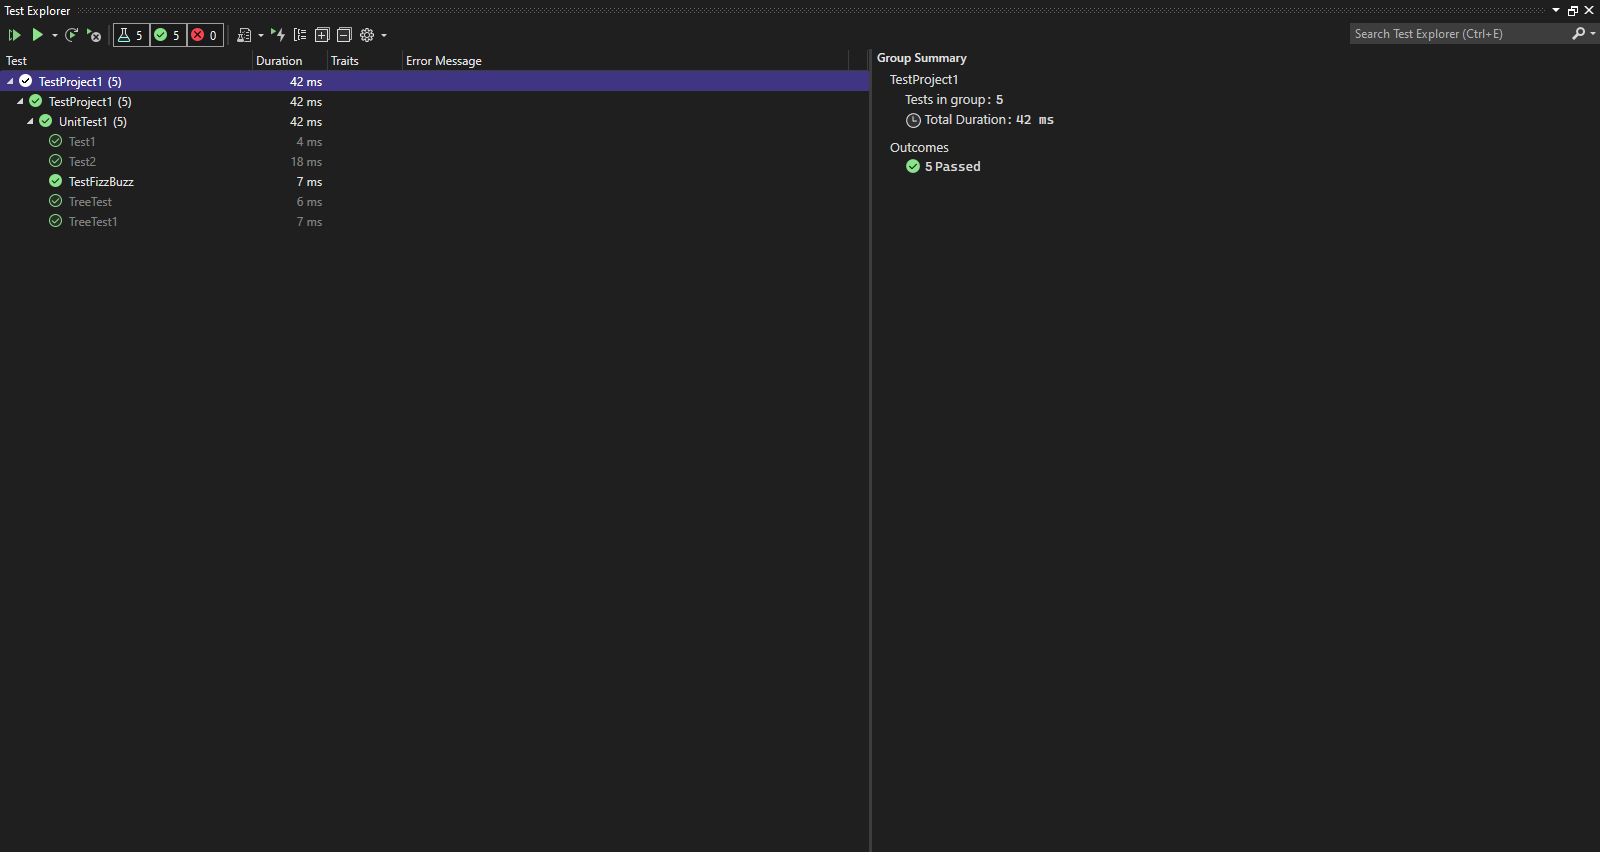 Test Explorer
5 5 0
Search Test Explorer (Ctrl+E)
Test Duration Traits Error Message
TestProject1 (5) 42 ms
TestProject1 (5) 42 ms
UnitTest1 (5) 42 ms
Test1 4 ms
Test2 18 ms
TestFizzBuzz 7 ms
TreeTest 6 ms
TreeTest1 7 ms
Group Summary
TestProject1
Tests in group: 5
Total Duration: 42 ms
Outcomes
5 Passed